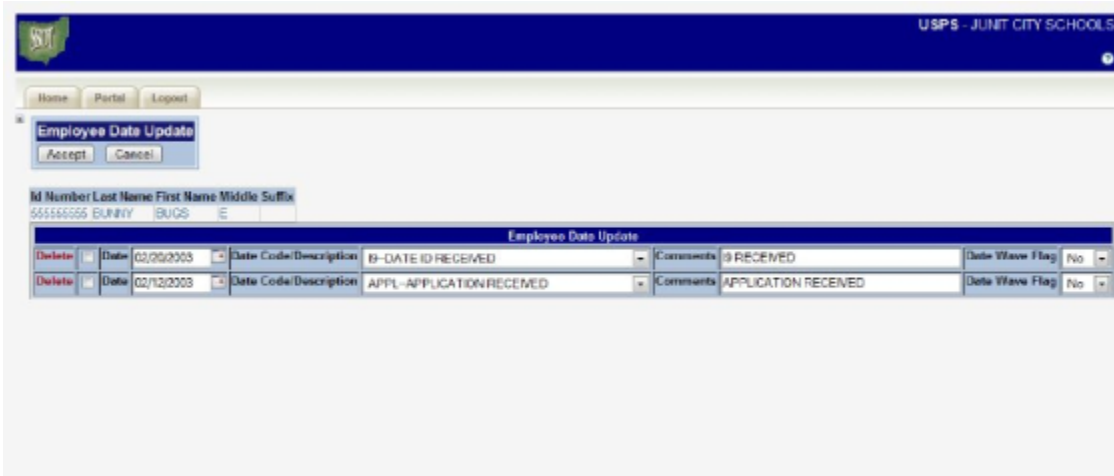 SSDT
USPS - JUNIT CITY SCHOOLS
Home Portal Logout
Employee Date Update
Accept Cancel
Id Number Last Name First Name Middle Suffix
555555555 BUNNY BUGS E
Employee Date Update
Delete Date 02/20/2003 Date Code/Description I9--DATE ID RECEIVED Comments I9 RECEIVED Date Wave Flag No
Delete Date 02/12/2003 Date Code/Description APPL--APPLICATION RECEIVED Comments APPLICATION RECEIVED Date Wave Flag No